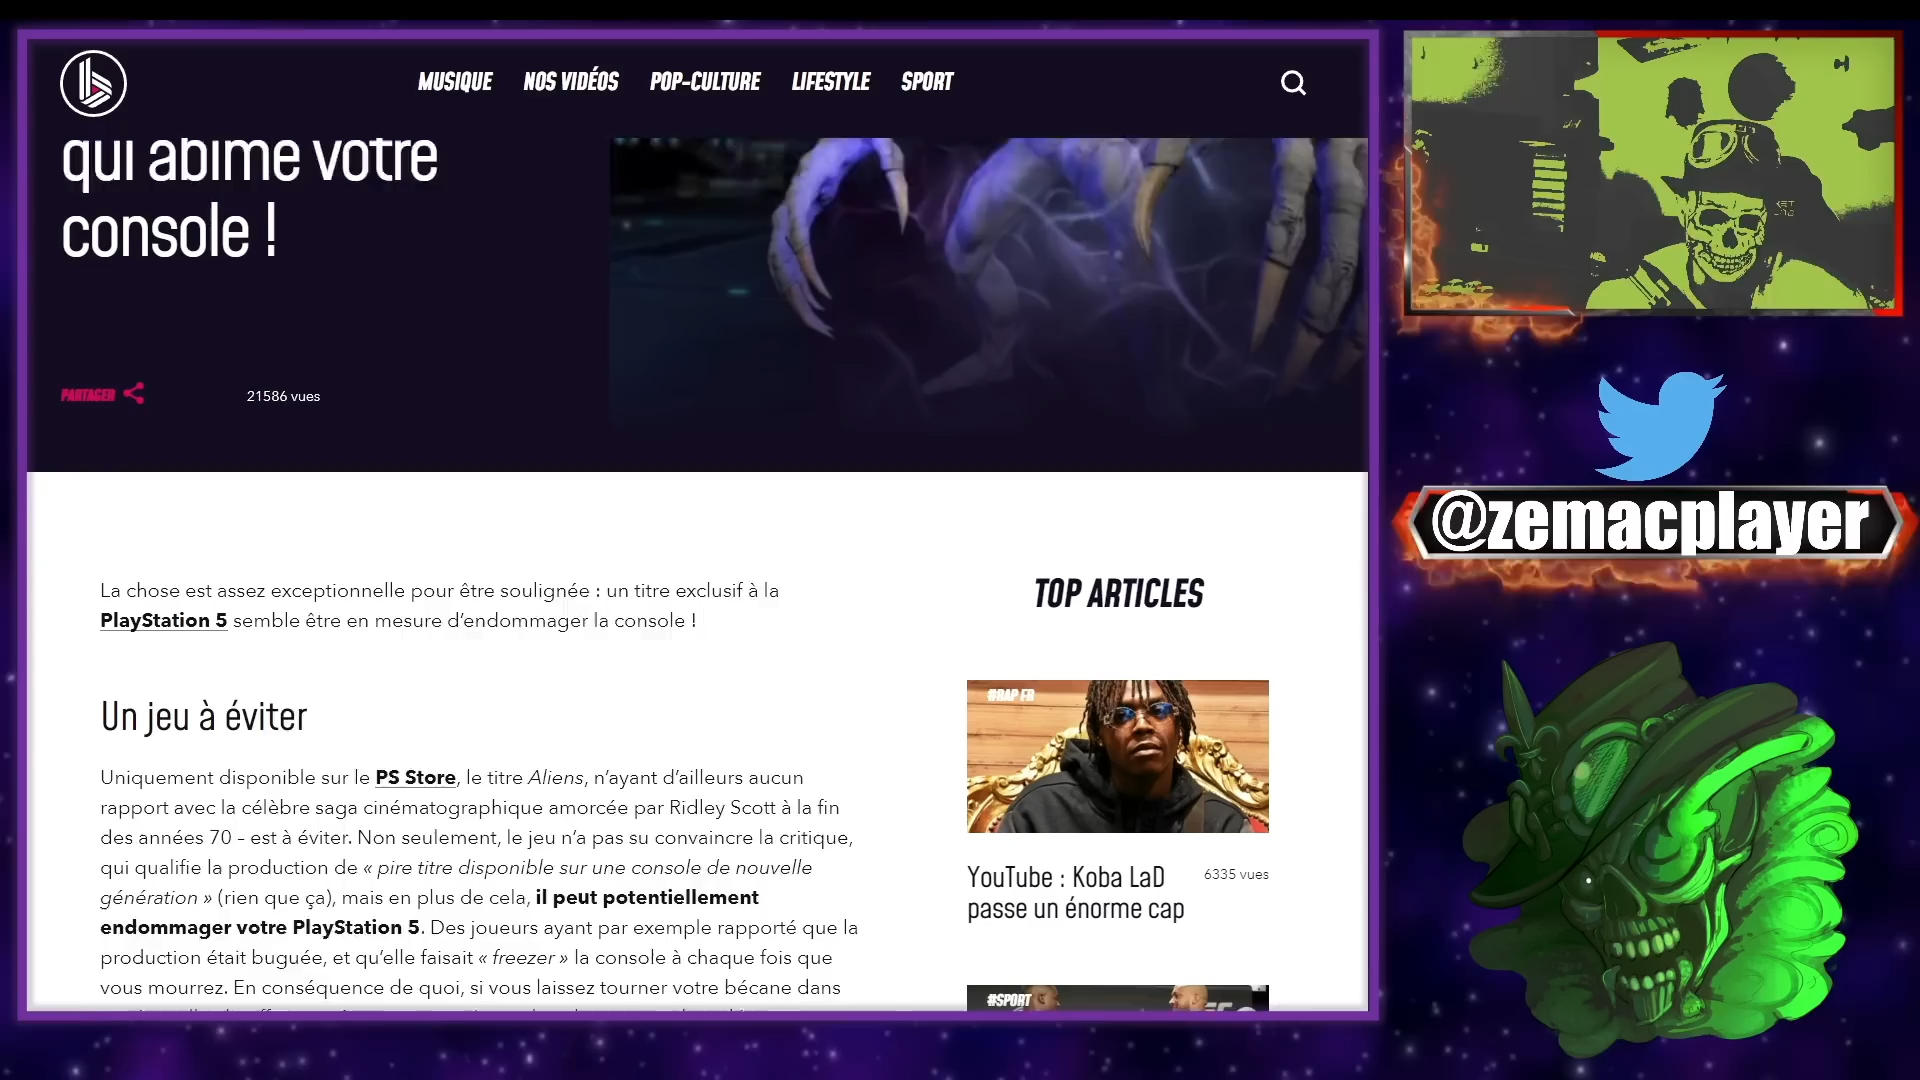 MUSIQUE NOS VIDÉOS POP-CULTURE LIFESTYLE SPORT
qui abîme votre
console !
PARTAGER
21586 vues
@zemacplayer
La chose est assez exceptionnelle pour être soulignée : un titre exclusif à la
PlayStation 5 semble être en mesure d’endommager la console !
Un jeu à éviter
Uniquement disponible sur le PS Store, le titre Aliens, n’ayant d’ailleurs aucun
rapport avec la célèbre saga cinématographique amorcée par Ridley Scott à la fin
des années 70 – est à éviter. Non seulement, le jeu n’a pas su convaincre la critique,
qui qualifie la production de « pire titre disponible sur une console de nouvelle
génération » (rien que ça), mais en plus de cela, il peut potentiellement
endommager votre PlayStation 5. Des joueurs ayant par exemple rapporté que la
production était buguée, et qu’elle faisait « freezer » la console à chaque fois que
vous mourrez. En conséquence de quoi, si vous laissez tourner votre bécane dans
TOP ARTICLES
#RAP FR
YouTube : Koba LaD
passe un énorme cap
6335 vues
#SPORT